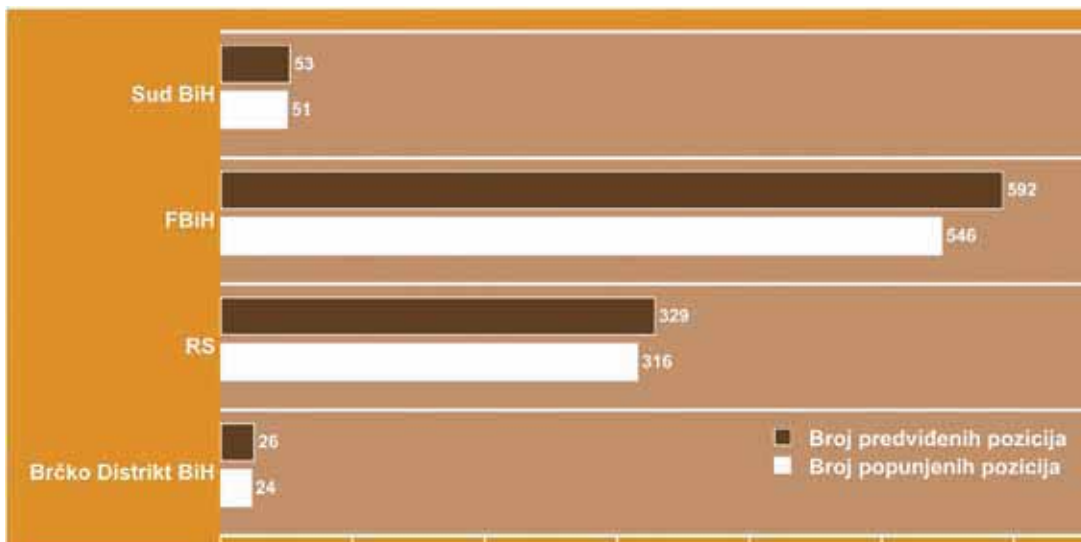 Sud BiH
53
51
FBiH
592
546
RS
329
316
Brčko Distrikt BiH
26
24
Broj predviđenih pozicija
Broj popunjenih pozicija